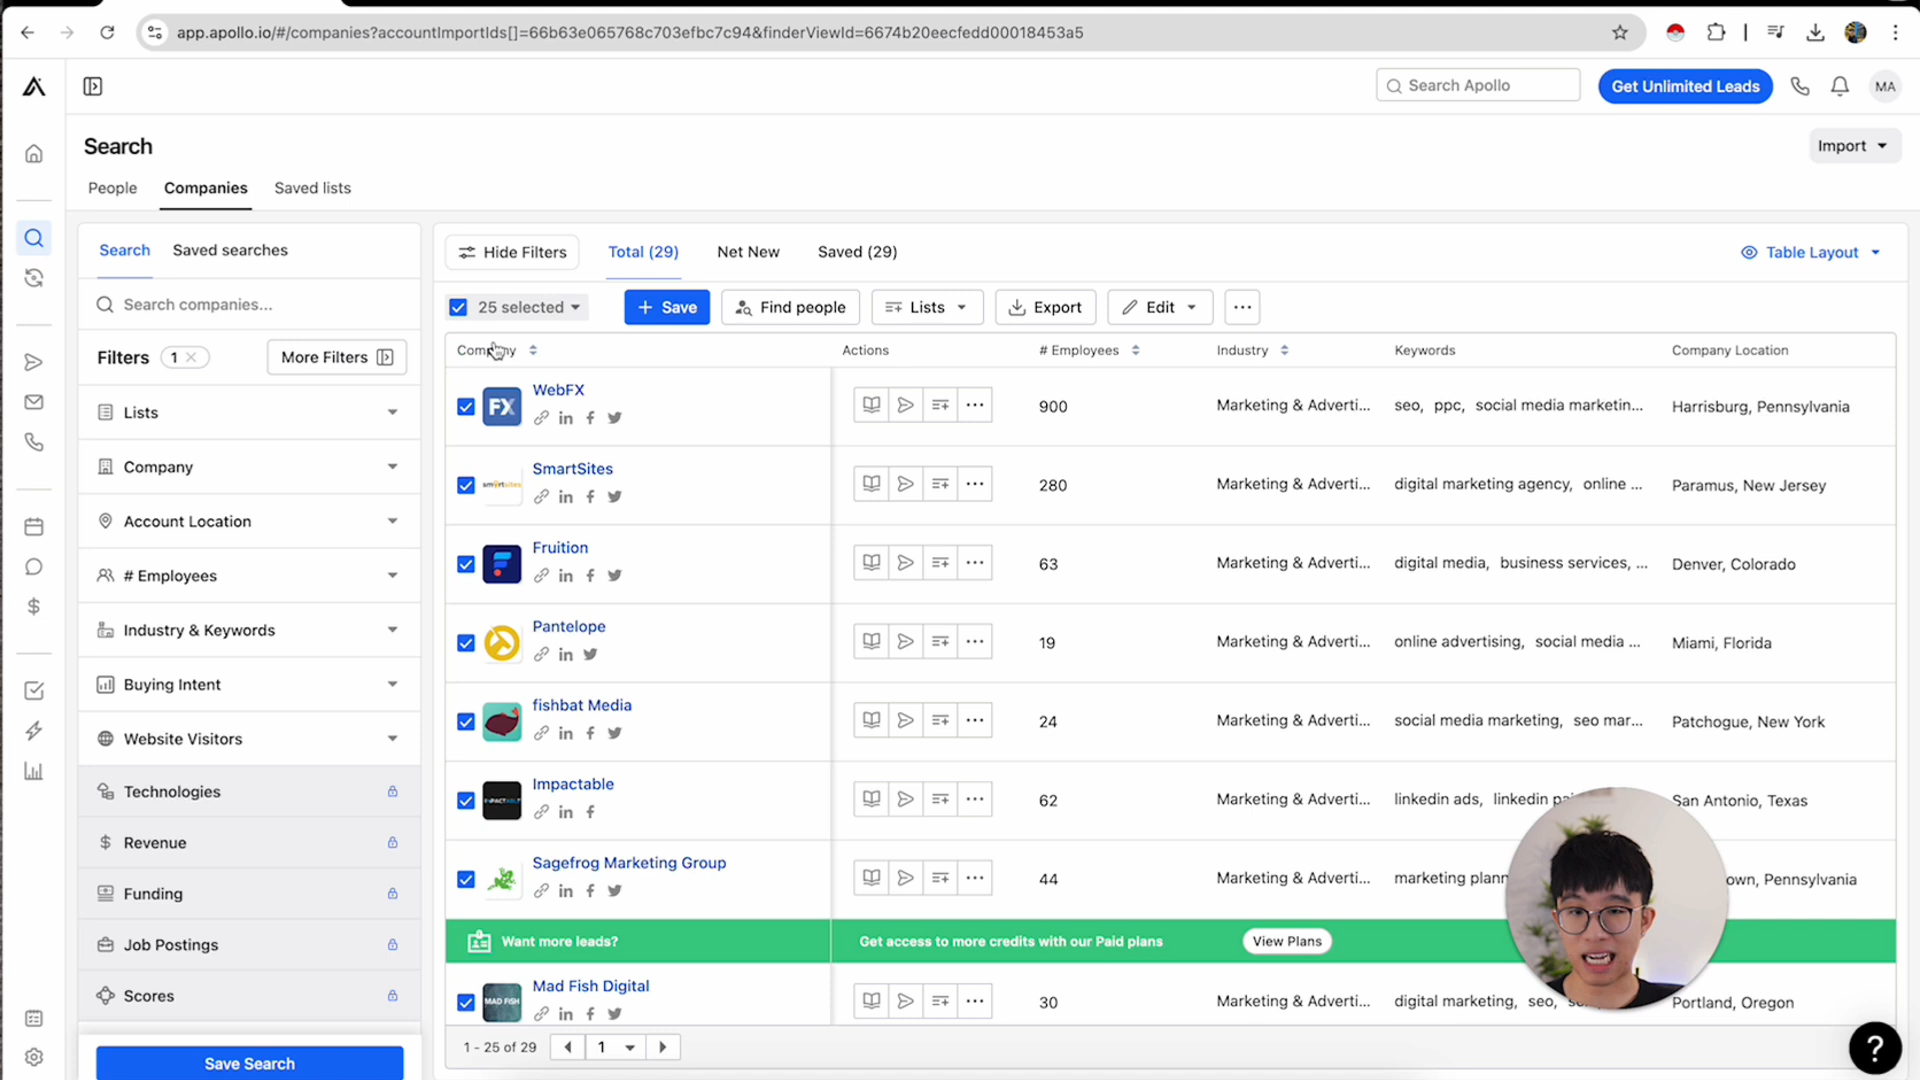 app.apollo.io/#/companies?accountImportIds[]=66b63e065768c703efbc7c94&finderViewId=6674b20eecfedd00018453a5
Search Apollo
Get Unlimited Leads
MA
Search
Import
People
Companies
Saved lists
Search
Saved searches
Hide Filters
Total (29)
Net New
Saved (29)
Table Layout
Search companies...
25 selected
+ Save
Find people
Lists
Export
Edit
Filters
1
More Filters
Company
Actions
# Employees
Industry
Keywords
Company Location
Lists
Company
Account Location
# Employees
Industry & Keywords
Buying Intent
Website Visitors
Technologies
Revenue
Funding
Job Postings
Scores
Save Search
FX
WebFX
900
Marketing & Adverti...
seo, ppc, social media marketin...
Harrisburg, Pennsylvania
smartsites
SmartSites
280
Marketing & Adverti...
digital marketing agency, online ...
Paramus, New Jersey
Fruition
63
Marketing & Adverti...
digital media, business services, ...
Denver, Colorado
Pantelope
19
Marketing & Adverti...
online advertising, social media ...
Miami, Florida
fishbat Media
24
Marketing & Adverti...
social media marketing, seo mar...
Patchogue, New York
Impactable
62
Marketing & Adverti...
linkedin ads, linkedin
San Antonio, Texas
Sagefrog Marketing Group
44
Marketing & Adverti...
marketing
Pennsylvania
Want more leads?
Get access to more credits with our Paid plans
View Plans
MAD FISH
Mad Fish Digital
30
Marketing & Adverti...
digital marketing, seo,
Portland, Oregon
1 - 25 of 29
1
?